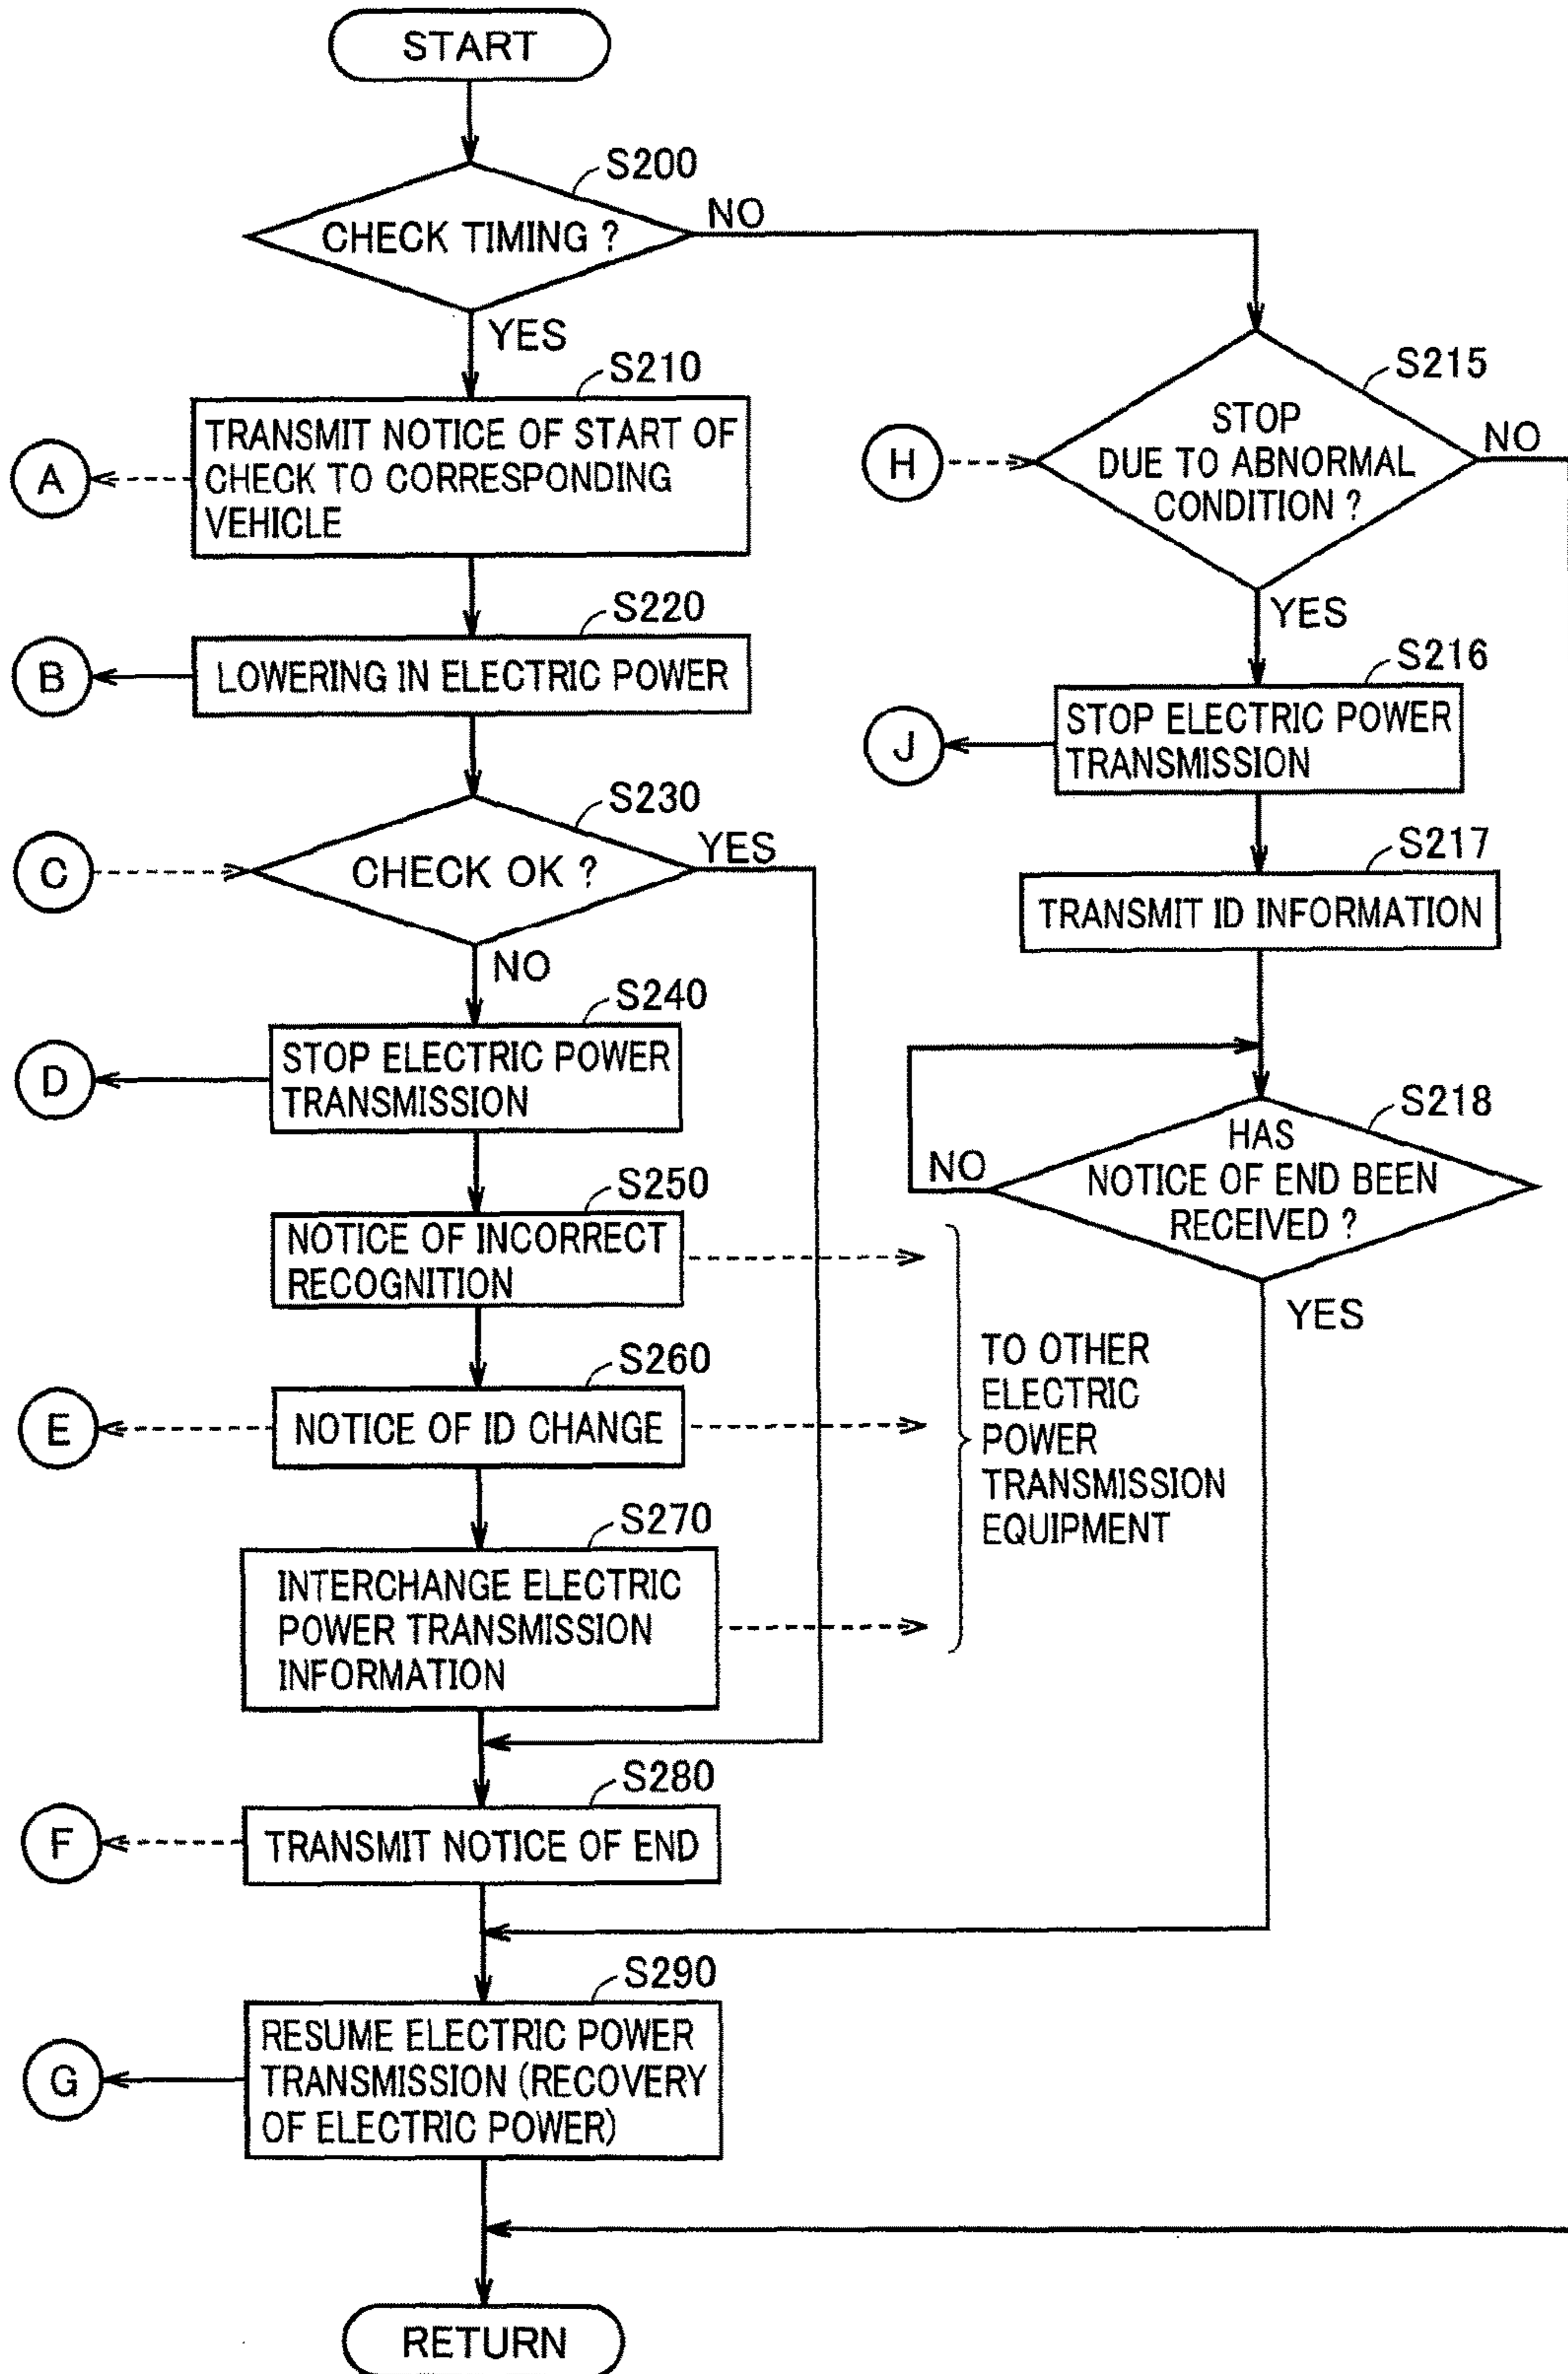 START
S200
CHECK TIMING ?
NO
YES
S210
TRANSMIT NOTICE OF START OF
CHECK TO CORRESPONDING
VEHICLE
A
S215
STOP
DUE TO ABNORMAL
CONDITION ?
H
NO
YES
S220
LOWERING IN ELECTRIC POWER
B
S216
STOP ELECTRIC POWER
TRANSMISSION
J
S230
CHECK OK ?
C
YES
NO
S217
TRANSMIT ID INFORMATION
S240
STOP ELECTRIC POWER
TRANSMISSION
D
S218
HAS
NOTICE OF END BEEN
RECEIVED ?
NO
YES
S250
NOTICE OF INCORRECT
RECOGNITION
S260
NOTICE OF ID CHANGE
E
TO OTHER
ELECTRIC
POWER
TRANSMISSION
EQUIPMENT
S270
INTERCHANGE ELECTRIC
POWER TRANSMISSION
INFORMATION
S280
TRANSMIT NOTICE OF END
F
S290
RESUME ELECTRIC POWER
TRANSMISSION (RECOVERY
OF ELECTRIC POWER)
G
RETURN